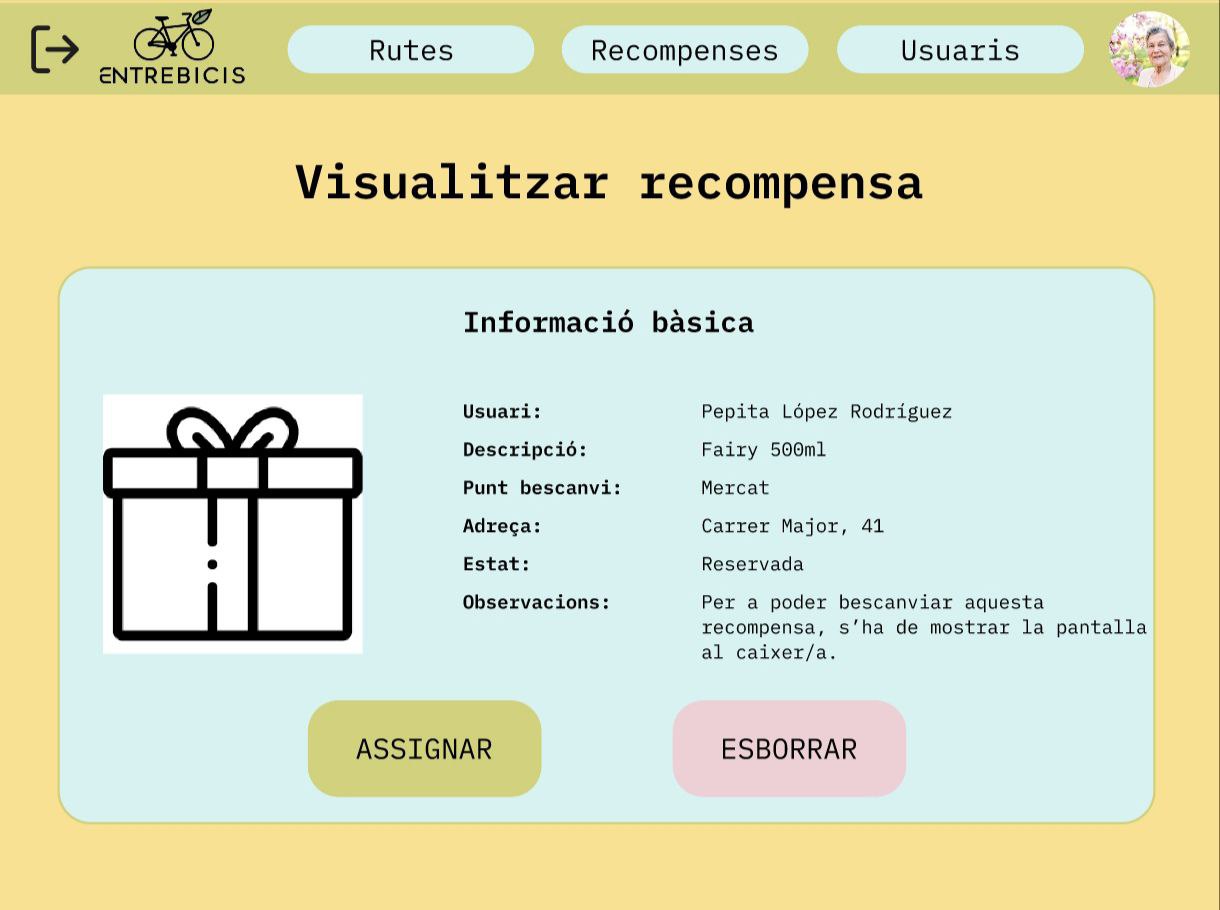 ENTREBICIS
Rutes
Recompenses
Usuaris
Visualitzar recompensa
Informació bàsica
Usuari: Pepita López Rodríguez
Descripció: Fairy 500ml
Punt bescanvi: Mercat
Adreça: Carrer Major, 41
Estat: Reservada
Observacions: Per a poder bescanviar aquesta
recompensa, s’ha de mostrar la pantalla
al caixer/a.
ASSIGNAR
ESBORRAR